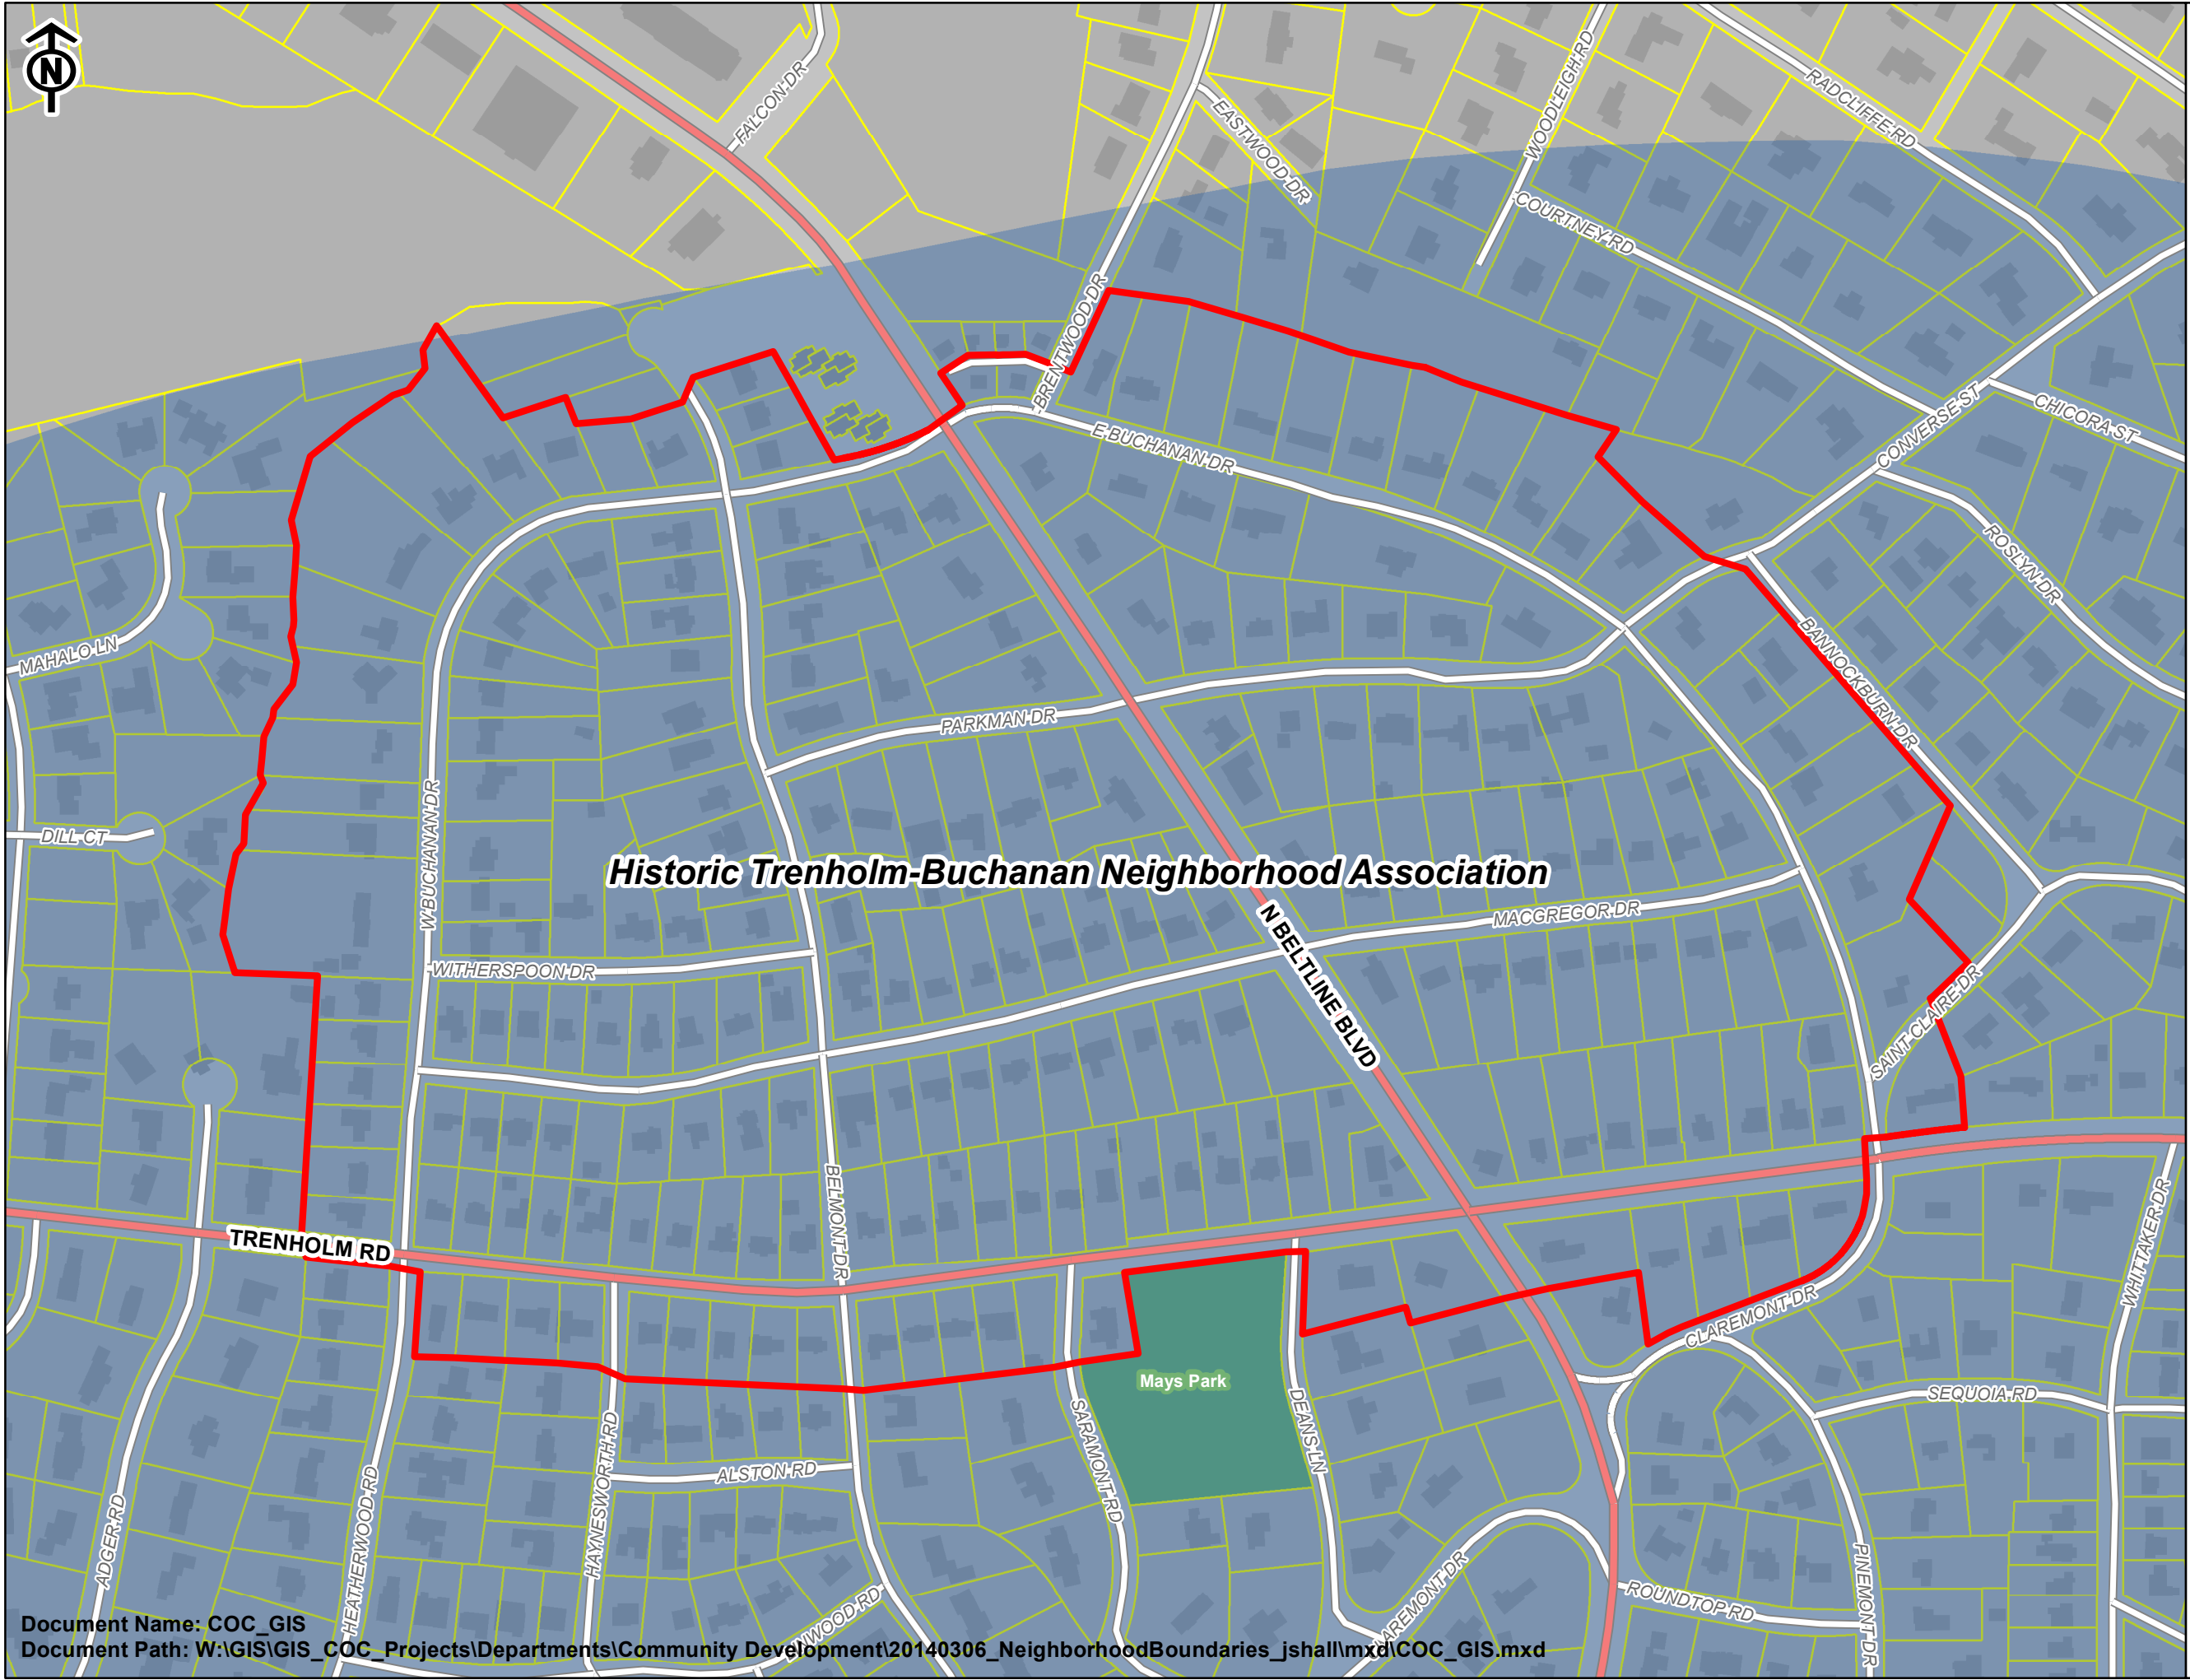 N
FALCON DR
EASTWOOD DR
WOODLEIGH RD
RADCLIFFE RD
COURTNEY RD
BRENTWOOD DR
E BUCHANAN DR
CONVERSE ST
CHICORA ST
ROSLYN DR
BANNOCKBURN DR
MAHALO LN
PARKMAN DR
DILL CT
W BUCHANAN DR
Historic Trenholm-Buchanan Neighborhood Association
N BELTLINE BLVD
MACGREGOR DR
WITHERSPOON DR
SAINT CLAIRE DR
BELMONT DR
TRENHOLM RD
WHITTAKER DR
CLAREMONT DR
Mays Park
SEQUOIA RD
DEANS LN
SARAMONT RD
HAYNESWORTH RD
ALSTON RD
ADGER RD
HEATHERWOOD RD
ROUNDTOP RD
PINEMONT DR
Document Name: COC_GIS
Document Path: W:\GIS\GIS_COC_Projects\Departments\Community Development\20140306_NeighborhoodBoundaries_jshall\mxd\COC_GIS.mxd